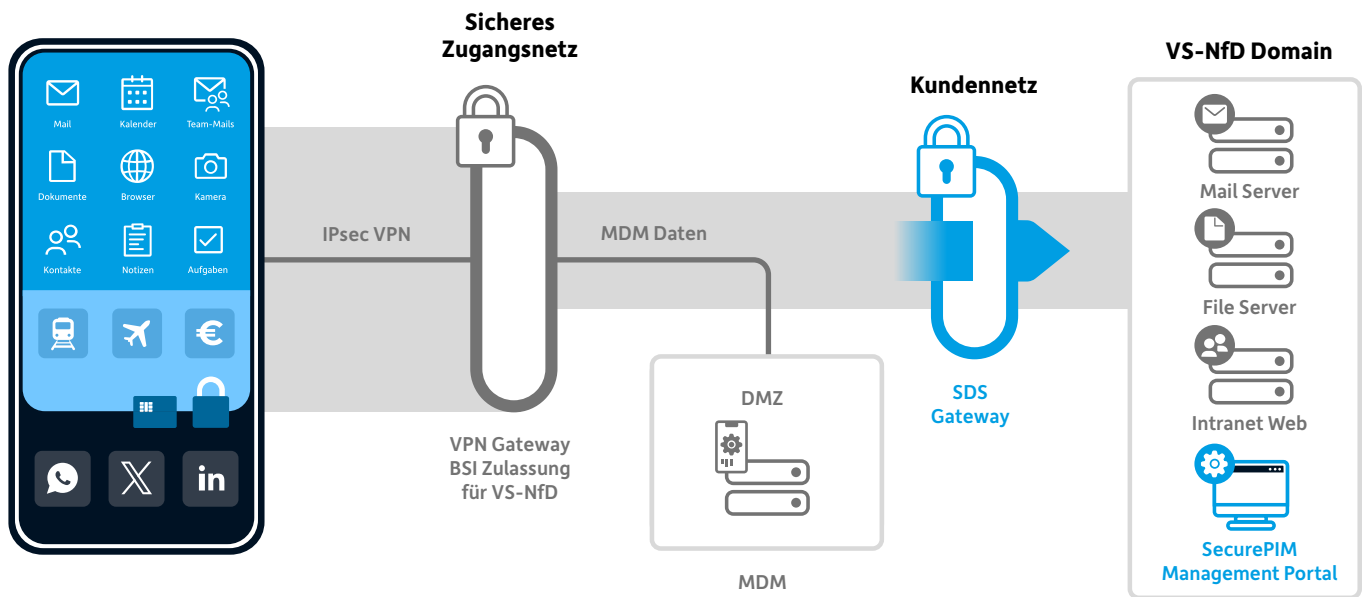 Sicheres
Zugangsnetz
VS-NfD Domain
Kundennetz
Mail
Kalender
Team-Mails
Dokumente
Browser
Kamera
Kontakte
Notizen
Aufgaben
€
X
in
IPsec VPN
MDM Daten
VPN Gateway
BSI Zulassung
für VS-NfD
DMZ
MDM
SDS
Gateway
Mail Server
File Server
Intranet Web
SecurePIM
Management Portal